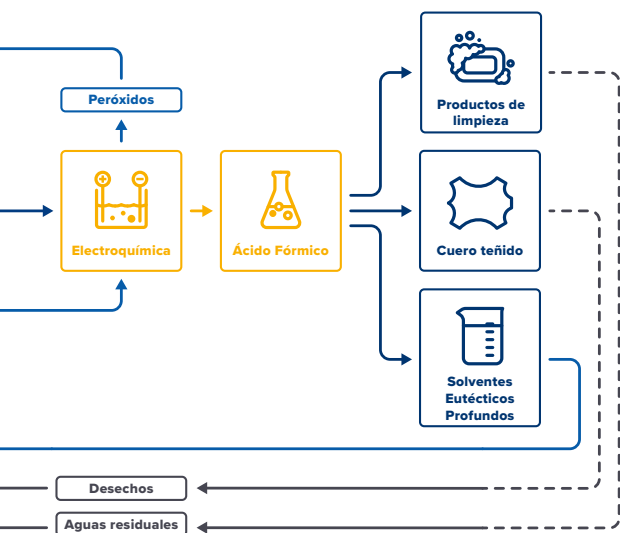 Peróxidos
Electroquímica
Ácido Fórmico
Productos de
limpieza
Cuero teñido
Solventes
Eutécticos
Profundos
Desechos
Aguas residuales